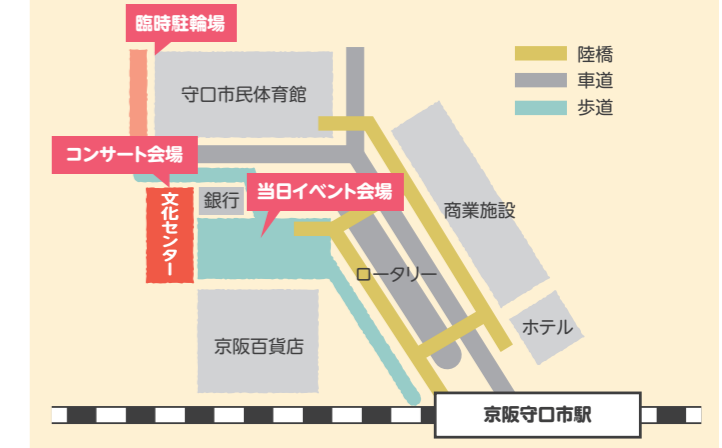 臨時駐輪場
陸橋
車道
歩道
守口市民体育館
コンサート会場
当日イベント会場
銀行
文化センター
商業施設
ロータリー
ホテル
京阪百貨店
京阪守口市駅